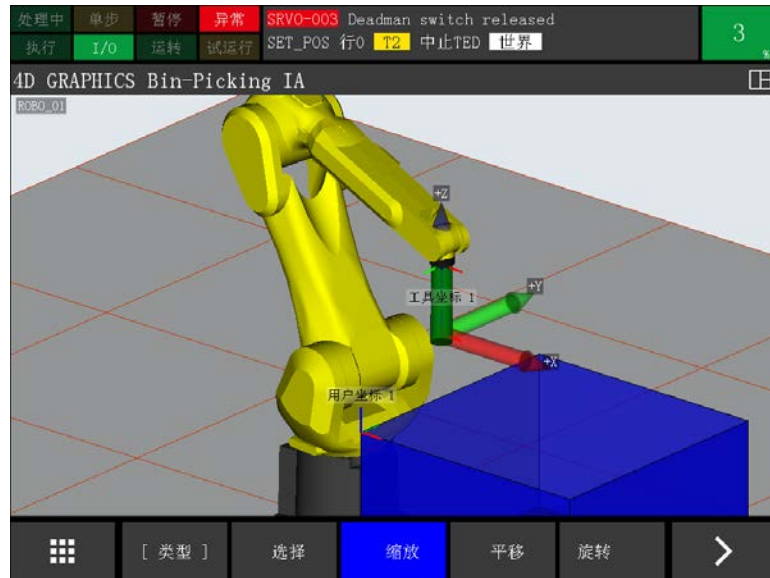 处理中 单步 暂停 异常 SRVO-003 Deadman switch released
执行 I/O 运转 试运行 SET_POS 行0 T2 中止TED 世界
3
%
4D GRAPHICS Bin-Picking IA
ROBO_01
+Z
工具坐标 1
+Y
+X
用户坐标 1
[ 类型 ] 选择 缩放 平移 旋转